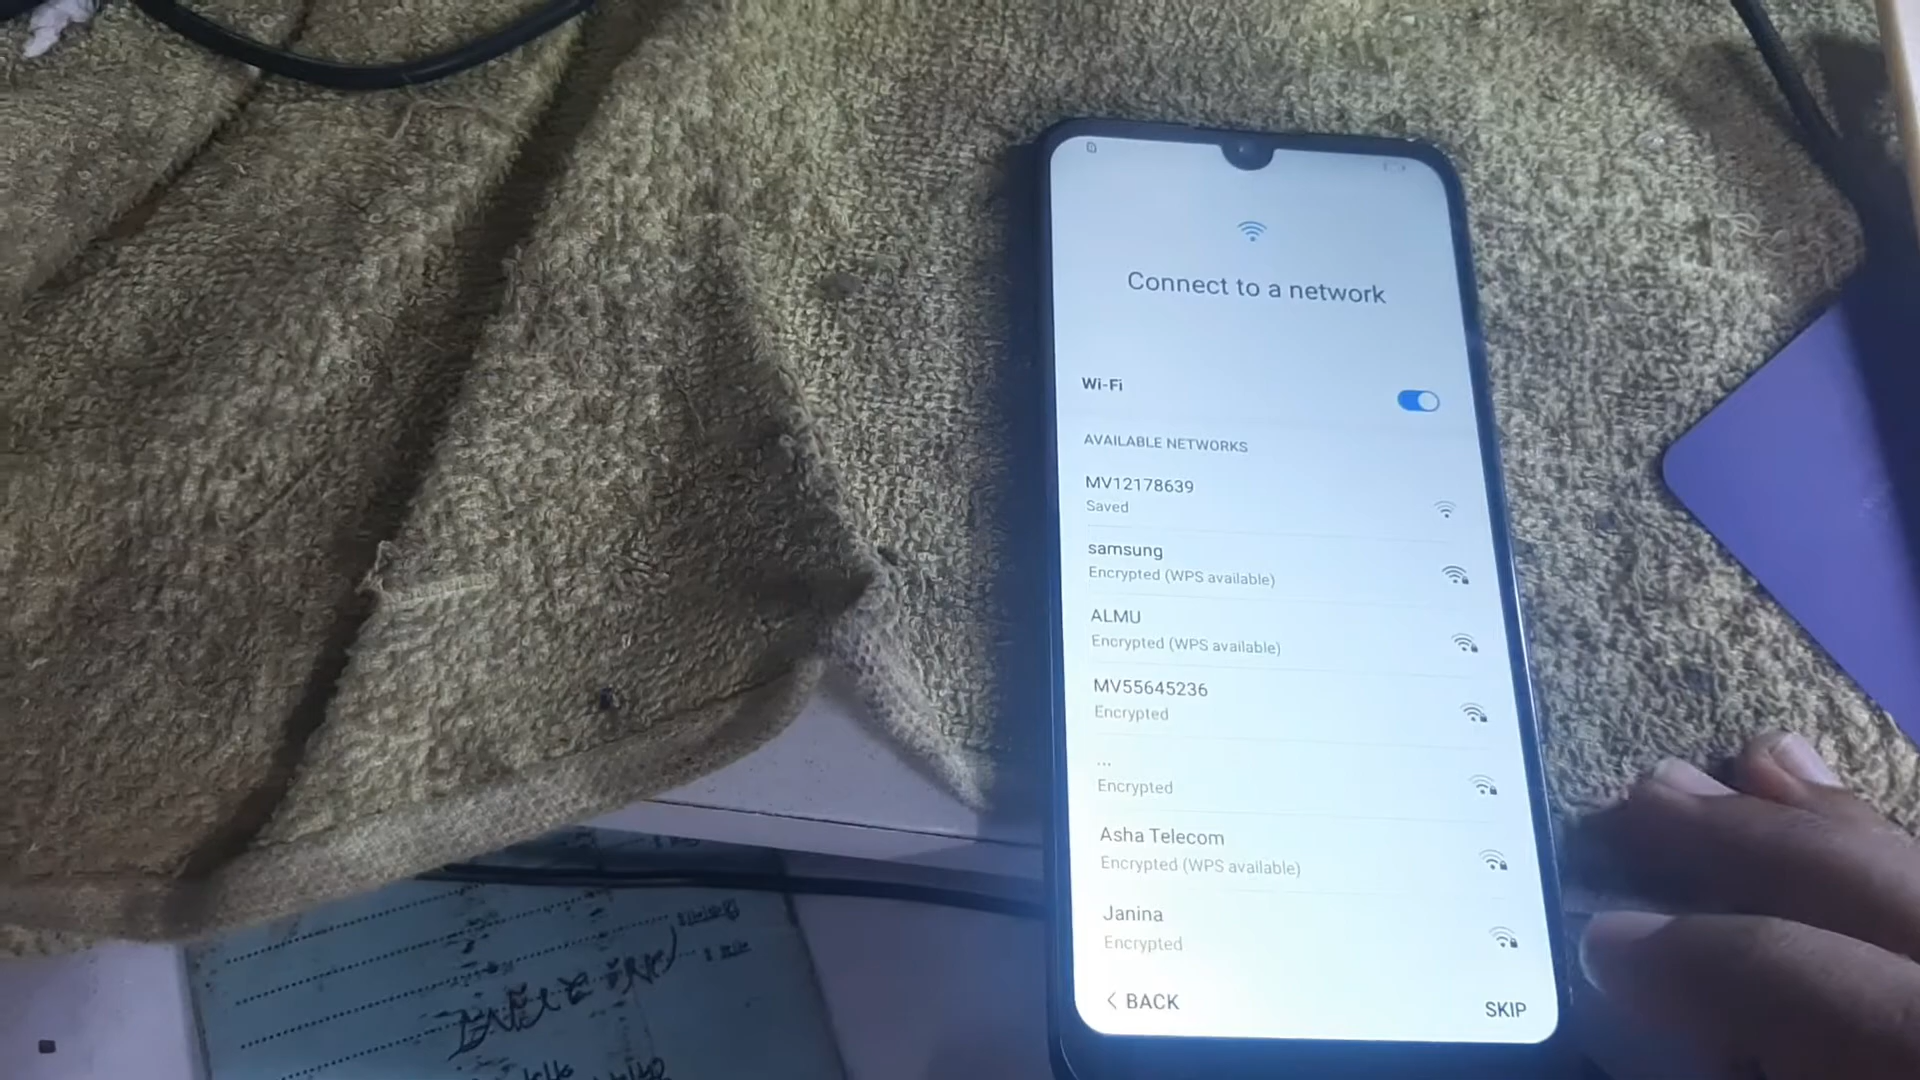 Connect to a network
Wi-Fi
AVAILABLE NETWORKS
MV12178639
Saved
samsung
Encrypted (WPS available)
ALMU
Encrypted (WPS available)
MV55645236
Encrypted
...
Encrypted
Asha Telecom
Encrypted (WPS available)
Janina
Encrypted
< BACK
SKIP